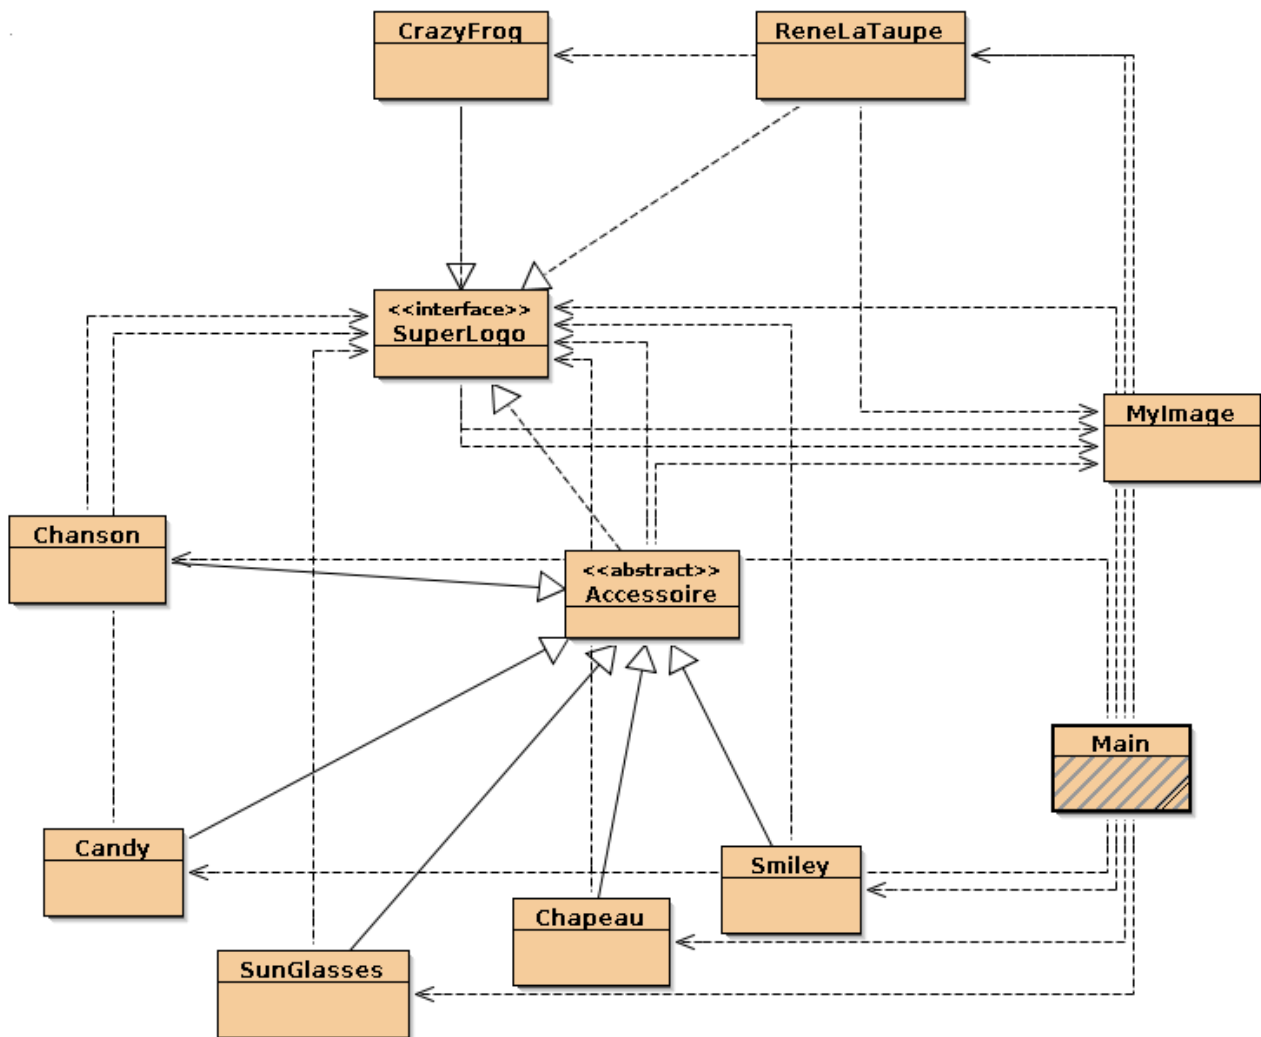 CrazyFrog
ReneLaTaupe
<<interface>>
SuperLogo
MyImage
Chanson
<<abstract>>
Accessoire
Main
Candy
Smiley
Chapeau
SunGlasses